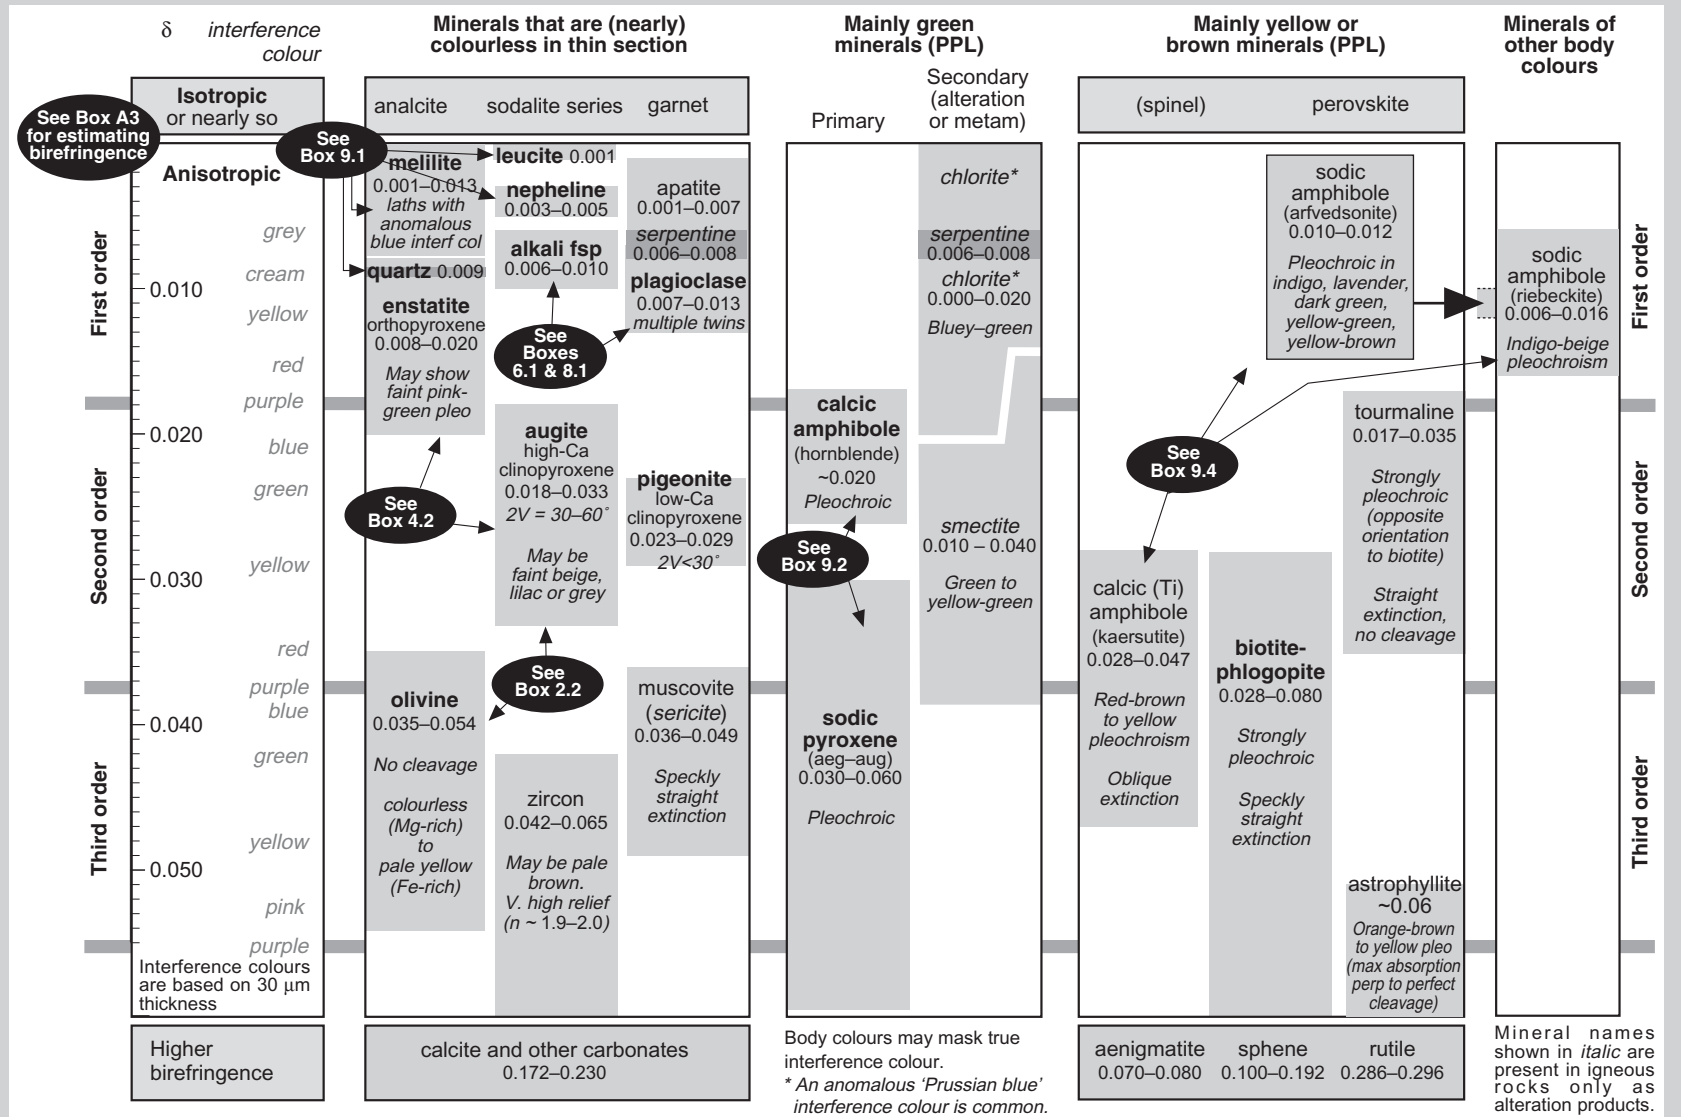 δ interference
colour
Minerals that are (nearly)
colourless in thin section
Mainly green
minerals (PPL)
Mainly yellow or
brown minerals (PPL)
Minerals of
other body
colours
See Box A3
for estimating
birefringence
Isotropic
or nearly so
analcite
sodalite series
garnet
Primary
Secondary
(alteration
or metam)
(spinel)
perovskite
Anisotropic
First order
Second order
Third order
grey
cream
0.010
yellow
red
purple
0.020
blue
green
yellow
0.030
red
purple
blue
0.040
green
yellow
0.050
pink
purple
Interference colours
are based on 30 µm
thickness
Higher
birefringence
See
Box 9.1
melilite
0.001–0.013
laths with
anomalous
blue interf col
quartz 0.009
enstatite
orthopyroxene
0.008–0.020
May show
faint pink-
green pleo
See
Box 4.2
olivine
0.035–0.054
No cleavage
colourless
(Mg-rich)
to
pale yellow
(Fe-rich)
leucite 0.001
nepheline
0.003–0.005
alkali fsp
0.006–0.010
See
Boxes
6.1 & 8.1
augite
high-Ca
clinopyroxene
0.018–0.033
2V = 30–60°
May be
faint beige,
lilac or grey
See
Box 2.2
zircon
0.042–0.065
May be pale
brown.
V. high relief
(n ~ 1.9–2.0)
apatite
0.001–0.007
serpentine
0.006–0.008
plagioclase
0.007–0.013
multiple twins
pigeonite
low-Ca
clinopyroxene
0.023–0.029
2V<30°
muscovite
(sericite)
0.036–0.049
Speckly
straight
extinction
calcite and other carbonates
0.172–0.230
calcic
amphibole
(hornblende)
~0.020
Pleochroic
See
Box 9.2
sodic
pyroxene
(aeg–aug)
0.030–0.060
Pleochroic
chlorite*
serpentine
0.006–0.008
chlorite*
0.000–0.020
Bluey–green
smectite
0.010 – 0.040
Green to
yellow-green
Body colours may mask true
interference colour.
* An anomalous ‘Prussian blue’
interference colour is common.
sodic
amphibole
(arfvedsonite)
0.010–0.012
Pleochroic in
indigo, lavender,
dark green,
yellow-green,
yellow-brown
See
Box 9.4
calcic (Ti)
amphibole
(kaersutite)
0.028–0.047
Red-brown
to yellow
pleochroism
Oblique
extinction
biotite-
phlogopite
0.028–0.080
Strongly
pleochroic
Speckly
straight
extinction
tourmaline
0.017–0.035
Strongly
pleochroic
(opposite
orientation
to biotite)
Straight
extinction,
no cleavage
astrophyllite
~0.06
Orange-brown
to yellow pleo
(max absorption
perp to perfect
cleavage)
aenigmatite
0.070–0.080
sphene
0.100–0.192
rutile
0.286–0.296
sodic
amphibole
(riebeckite)
0.006–0.016
Indigo-beige
pleochroism
First order
Second order
Third order
Mineral names
shown in italic are
present in igneous
rocks only as
alteration products.